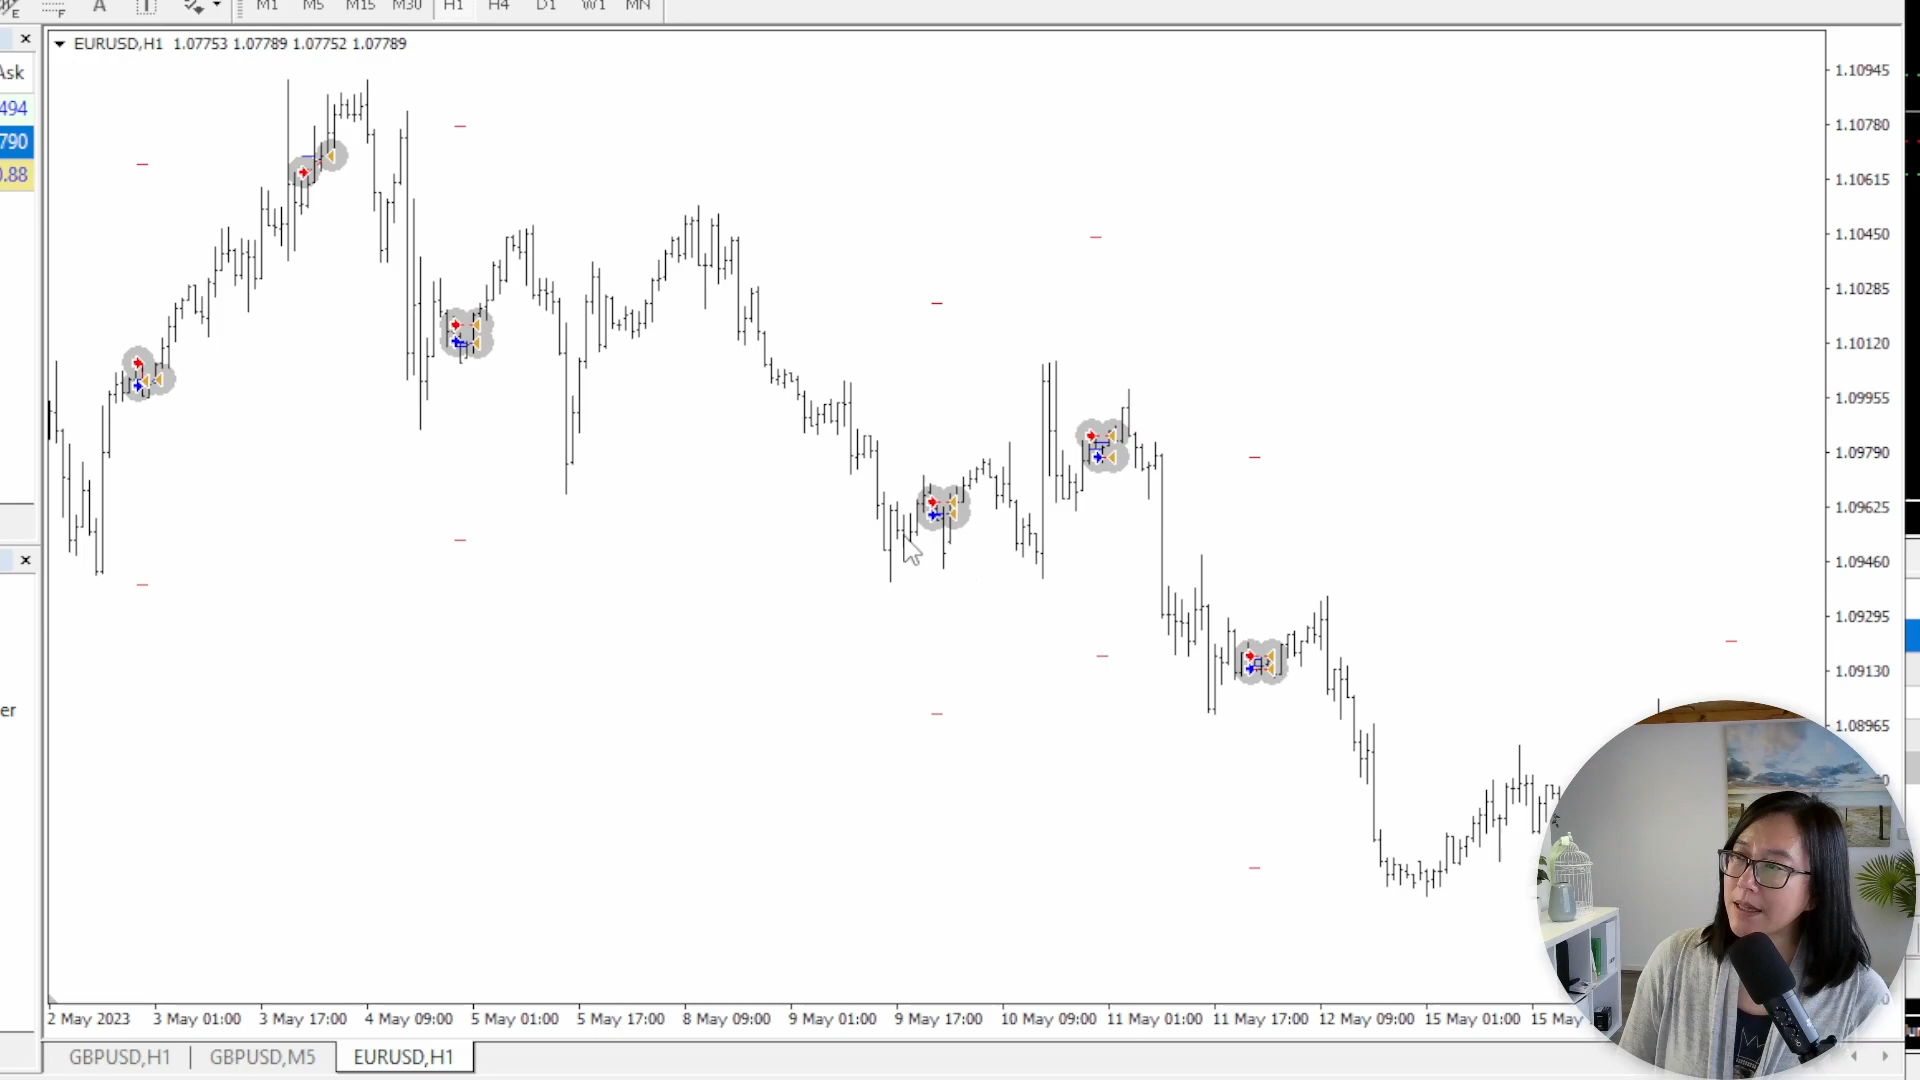 E F A T M1 M5 M15 M30 H1 H4 D1 W1 MN
EURUSD,H1 1.07753 1.07789 1.07752 1.07789
Ask
494
790
0.88
er
1.10945
1.10780
1.10615
1.10450
1.10285
1.10120
1.09955
1.09790
1.09625
1.09460
1.09295
1.09130
1.08965
2 May 2023 3 May 01:00 3 May 17:00 4 May 09:00 5 May 01:00 5 May 17:00 8 May 09:00 9 May 01:00 9 May 17:00 10 May 09:00 11 May 01:00 11 May 17:00 12 May 09:00 15 May 01:00 15 May
GBPUSD,H1 GBPUSD,M5 EURUSD,H1